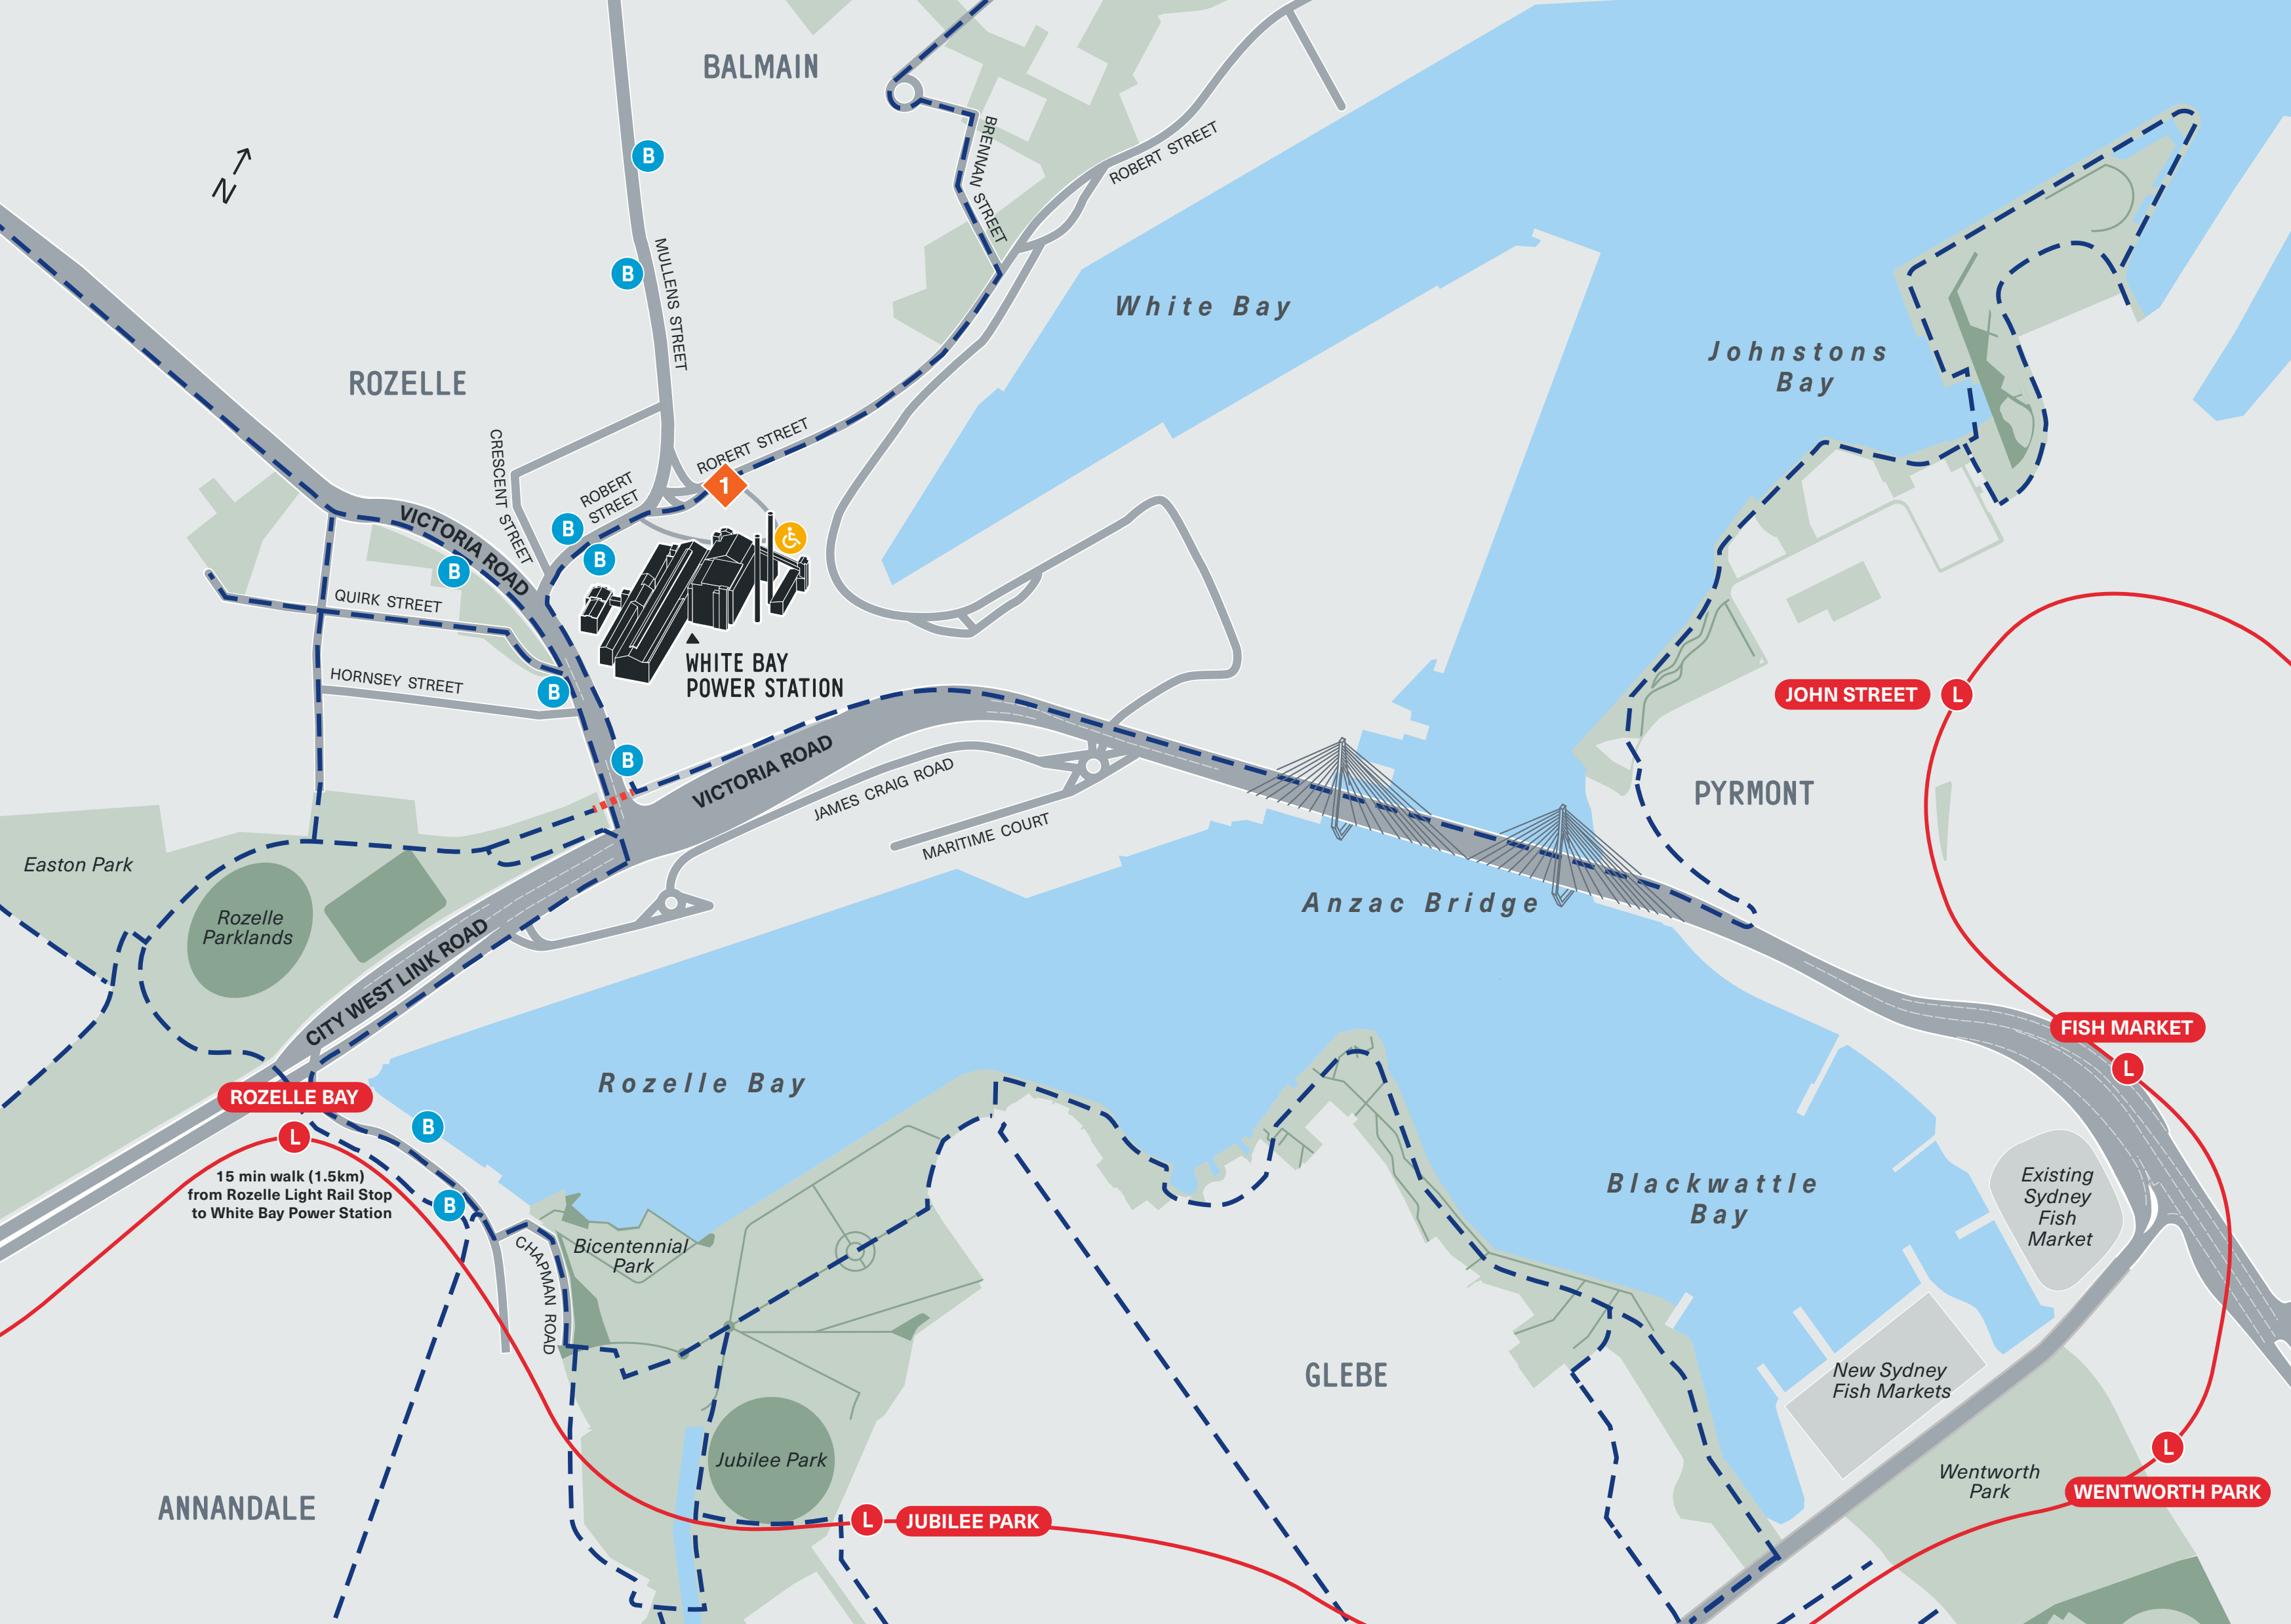 BALMAIN
B
BRENNAN STREET
ROBERT STREET
N
MULLENS STREET
B
White Bay
Johnstons
Bay
ROZELLE
CRESCENT STREET
ROBERT STREET
1
ROBERT
STREET
VICTORIA ROAD
B
B
B
QUIRK STREET
HORNSEY STREET
B
WHITE BAY
POWER STATION
JOHN STREET
L
B
VICTORIA ROAD
JAMES CRAIG ROAD
MARITIME COURT
PYRMONT
Easton Park
Rozelle
Parklands
Anzac Bridge
CITY WEST LINK ROAD
FISH MARKET
L
Rozelle Bay
ROZELLE BAY
L
B
15 min walk (1.5km)
from Rozelle Light Rail Stop
to White Bay Power Station
B
Blackwattle
Bay
Existing
Sydney
Fish
Market
CHAPMAN ROAD
Bicentennial
Park
GLEBE
New Sydney
Fish Markets
Jubilee Park
L
JUBILEE PARK
ANNANDALE
Wentworth
Park
L
WENTWORTH PARK